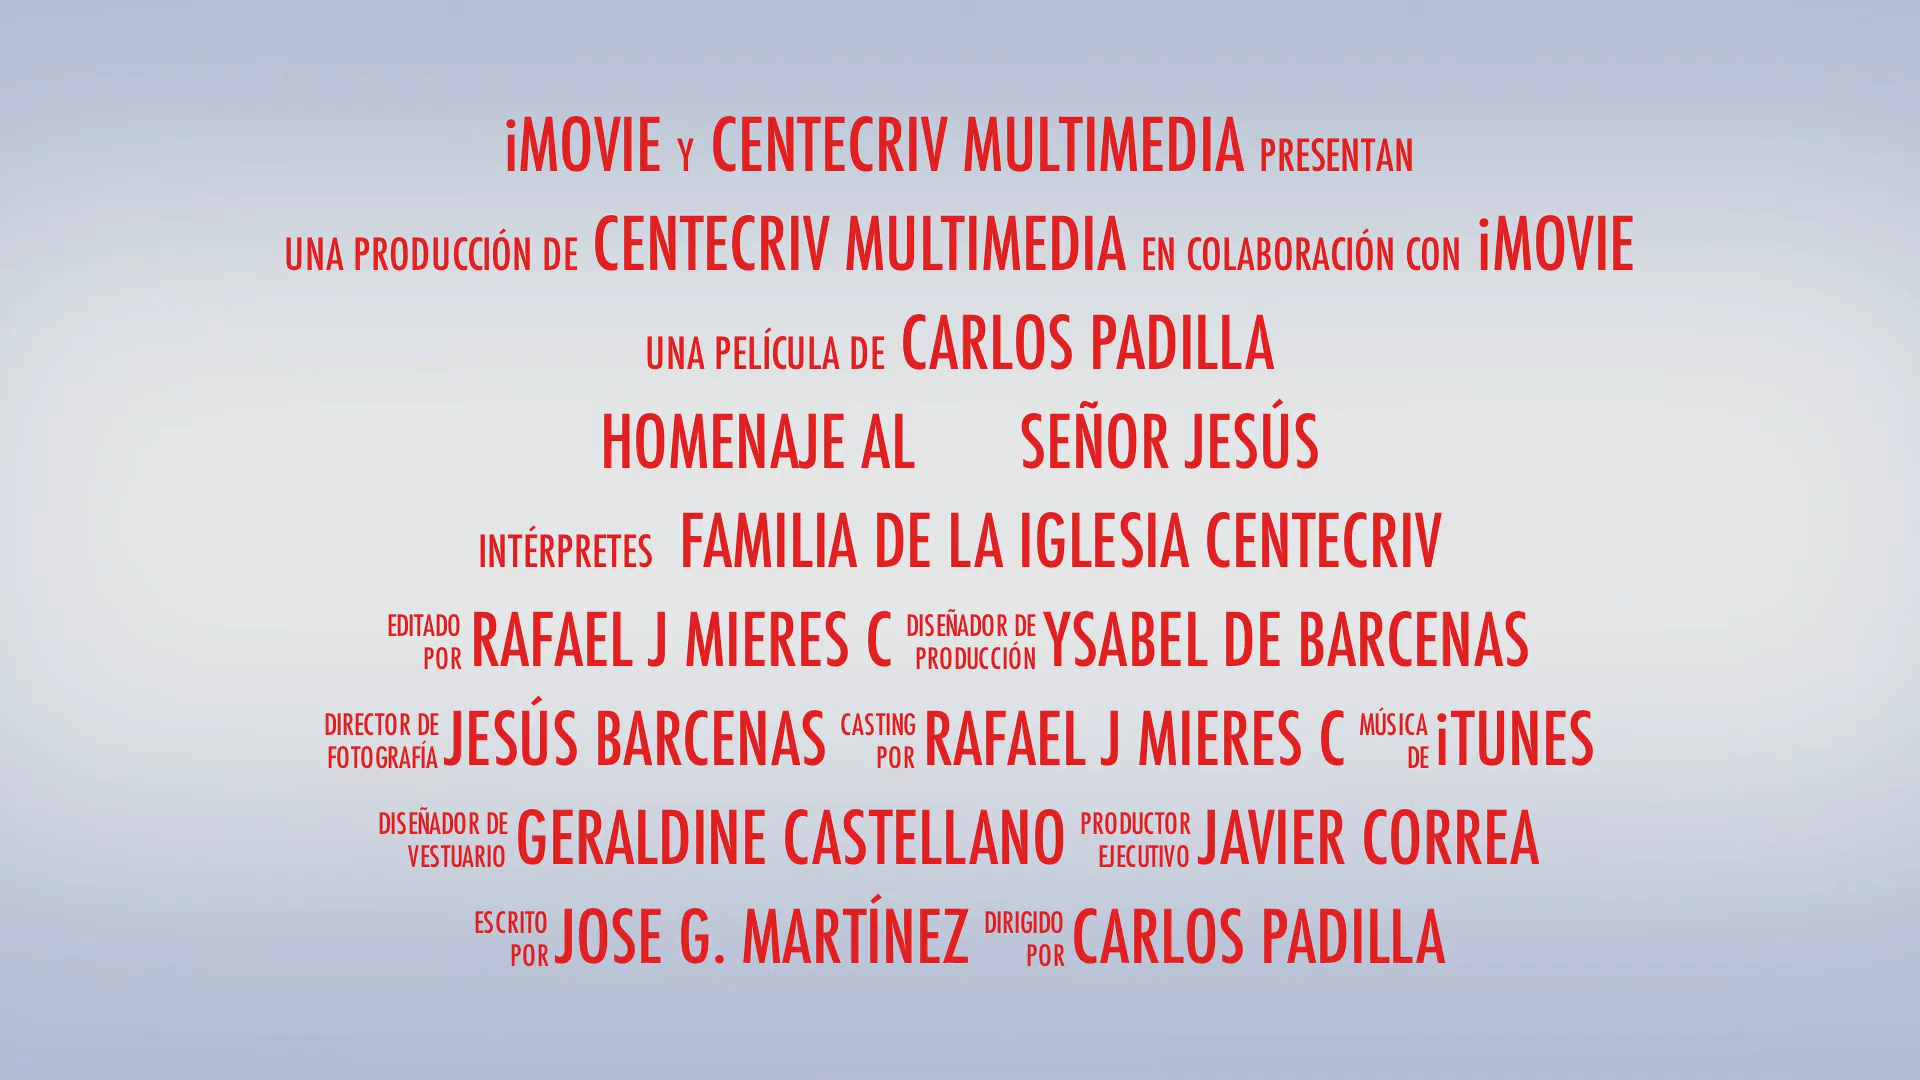 iMOVIE Y CENTECRIV MULTIMEDIA PRESENTAN
UNA PRODUCCIÓN DE CENTECRIV MULTIMEDIA EN COLABORACIÓN CON iMOVIE
UNA PELÍCULA DE CARLOS PADILLA
HOMENAJE AL SEÑOR JESÚS
INTÉRPRETES FAMILIA DE LA IGLESIA CENTECRIV
EDITADO POR RAFAEL J MIERES C DISEÑADOR DE PRODUCCIÓN YSABEL DE BARCENAS
DIRECTOR DE FOTOGRAFÍA JESÚS BARCENAS CASTING POR RAFAEL J MIERES C MÚSICA DE iTUNES
DISEÑADOR DE VESTUARIO GERALDINE CASTELLANO PRODUCTOR EJECUTIVO JAVIER CORREA
ESCRITO POR JOSE G. MARTÍNEZ DIRIGIDO POR CARLOS PADILLA